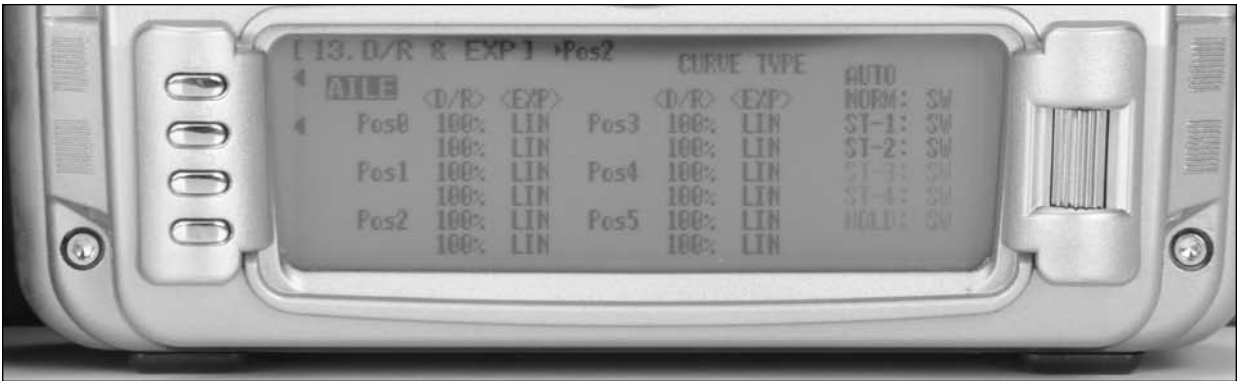 [13.D/R & EXP] ▸Pos2 CURVE TYPE
AUTO
AILE <D/R> <EXP> <D/R> <EXP> NORM: SW
Pos0 100% LIN Pos3 100% LIN ST-1: SW
100% LIN 100% LIN ST-2: SW
Pos1 100% LIN Pos4 100% LIN ST-3: SW
100% LIN 100% LIN ST-4: SW
Pos2 100% LIN Pos5 100% LIN HOLD: SW
100% LIN 100% LIN